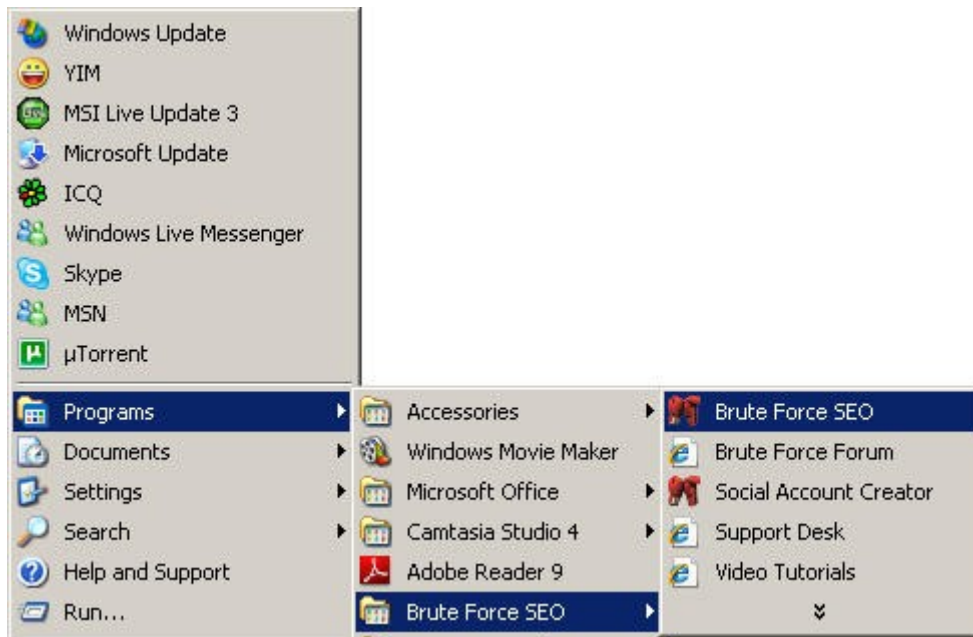 Windows Update
YIM
MSI Live Update 3
Microsoft Update
ICQ
Windows Live Messenger
Skype
MSN
µTorrent
Programs
Documents
Settings
Search
Help and Support
Run...
Accessories
Windows Movie Maker
Microsoft Office
Camtasia Studio 4
Adobe Reader 9
Brute Force SEO
Brute Force SEO
Brute Force Forum
Social Account Creator
Support Desk
Video Tutorials